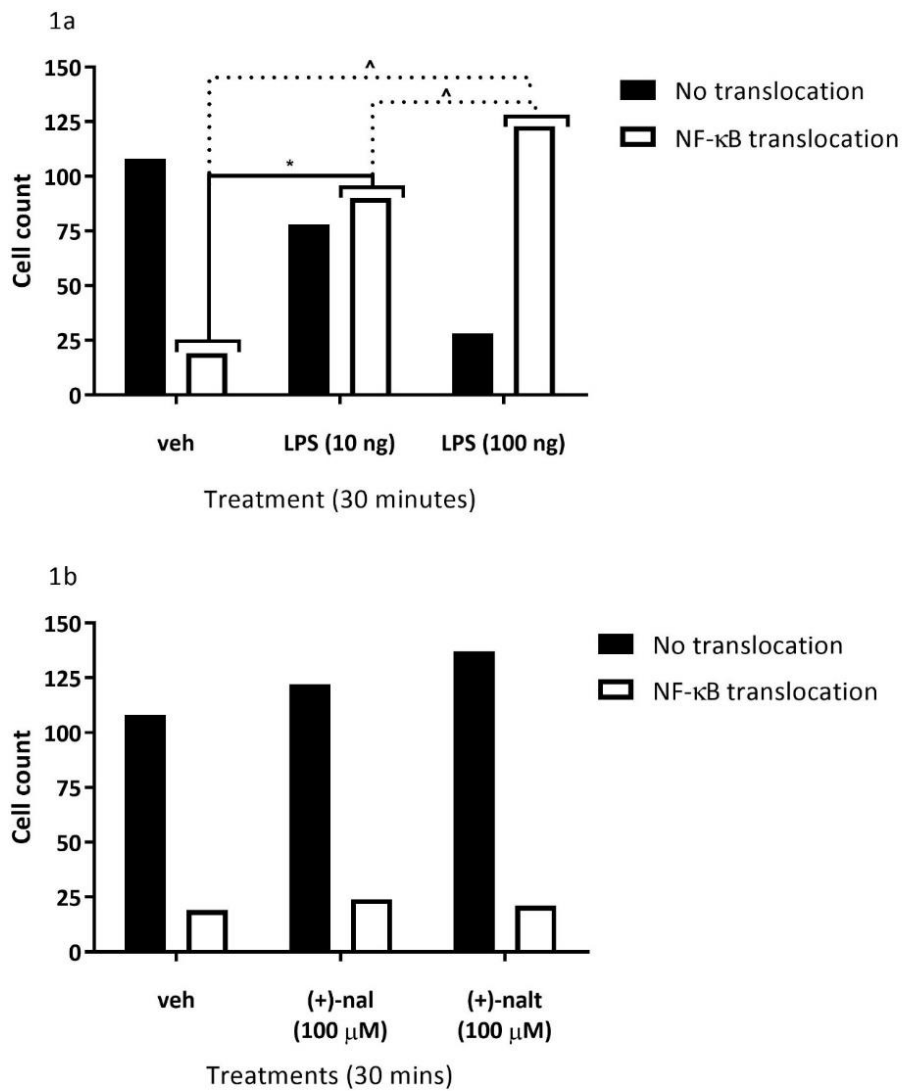 1a
150
125
100
75
50
25
0
Cell count
^
^
*
No translocation
NF-κB translocation
veh
LPS (10 ng)
LPS (100 ng)
Treatment (30 minutes)
1b
150
125
100
75
50
25
0
Cell count
No translocation
NF-κB translocation
veh
(+)-nal
(100 μM)
(+)-nalt
(100 μM)
Treatments (30 mins)